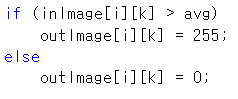 if (inImage[i][k] > avg)
    outImage[i][k] = 255;
else
    outImage[i][k] = 0;